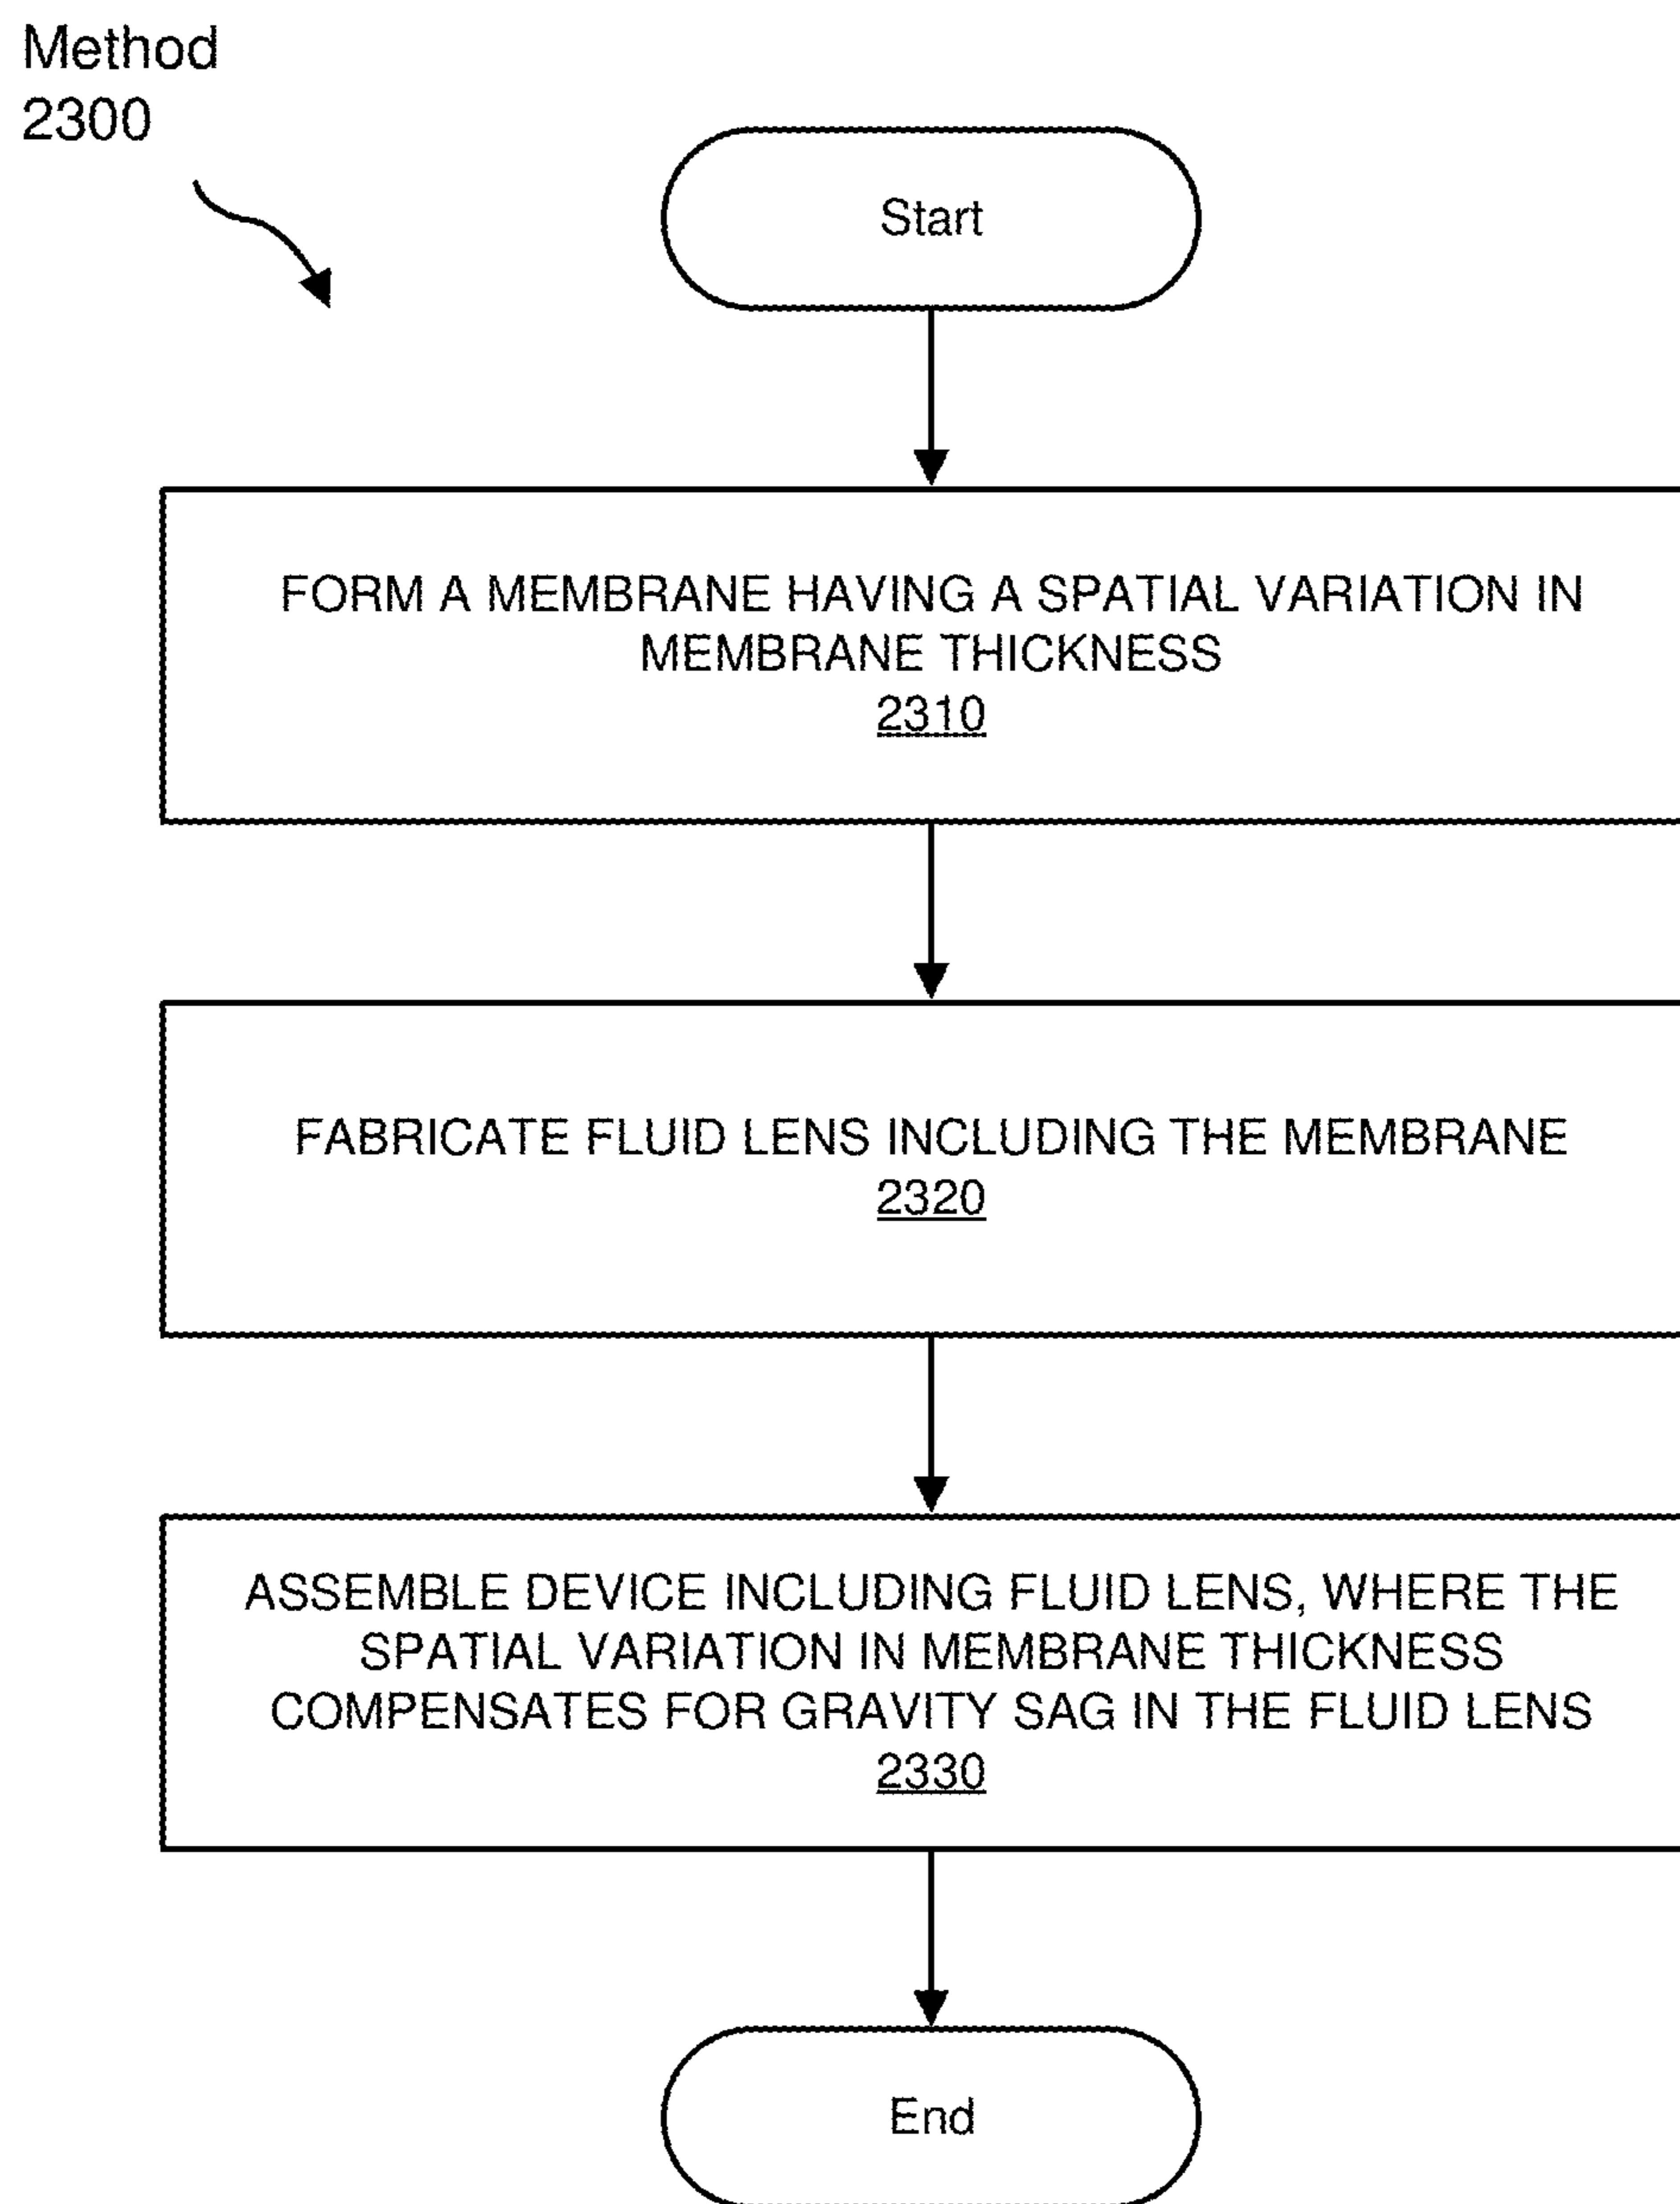 Method
2300
Start
FORM A MEMBRANE HAVING A SPATIAL VARIATION IN
MEMBRANE THICKNESS
2310
FABRICATE FLUID LENS INCLUDING THE MEMBRANE
2320
ASSEMBLE DEVICE INCLUDING FLUID LENS, WHERE THE
SPATIAL VARIATION IN MEMBRANE THICKNESS
COMPENSATES FOR GRAVITY SAG IN THE FLUID LENS
2330
End